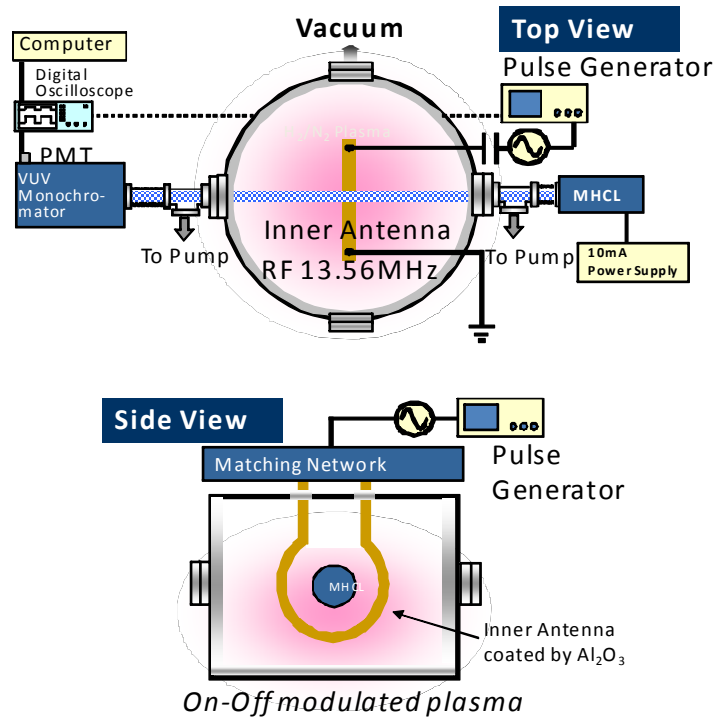 Vacuum
Top View
Computer
Pulse Generator
Digital
Oscilloscope
/N₂ Plasma
PMT
VUV
Monochro-
mator
MHCL
Inner Antenna
To Pump
To Pump
RF 13.56MHz
10mA
Power Supply
Side View
Pulse
Generator
Matching Network
MHCL
Inner Antenna
coated by Al₂O₃
On-Off modulated plasma